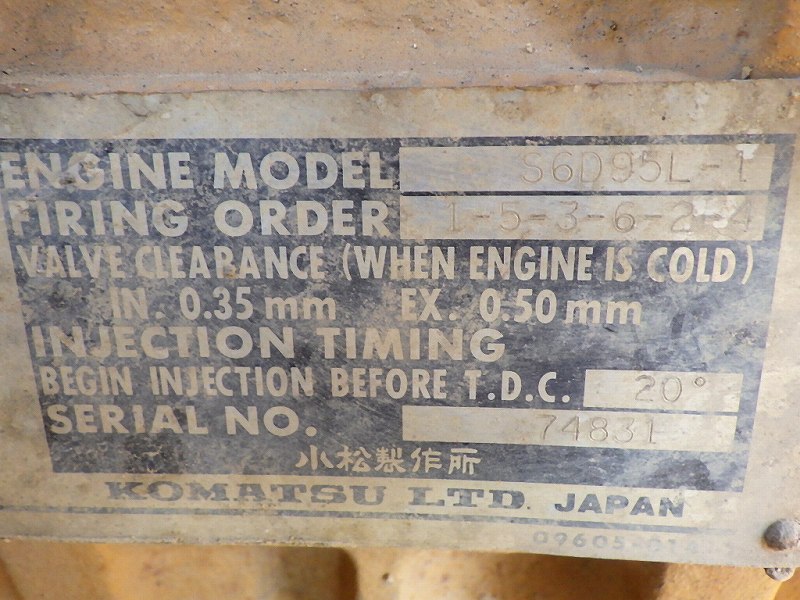 ENGINE MODEL S6D95L-1
FIRING ORDER 1-5-3-6-2-4
VALVE CLEARANCE (WHEN ENGINE IS COLD)
IN. 0.35 mm EX. 0.50 mm
INJECTION TIMING
BEGIN INJECTION BEFORE T.D.C. 20°
SERIAL NO. 74831
小松製作所
KOMATSU LTD. JAPAN